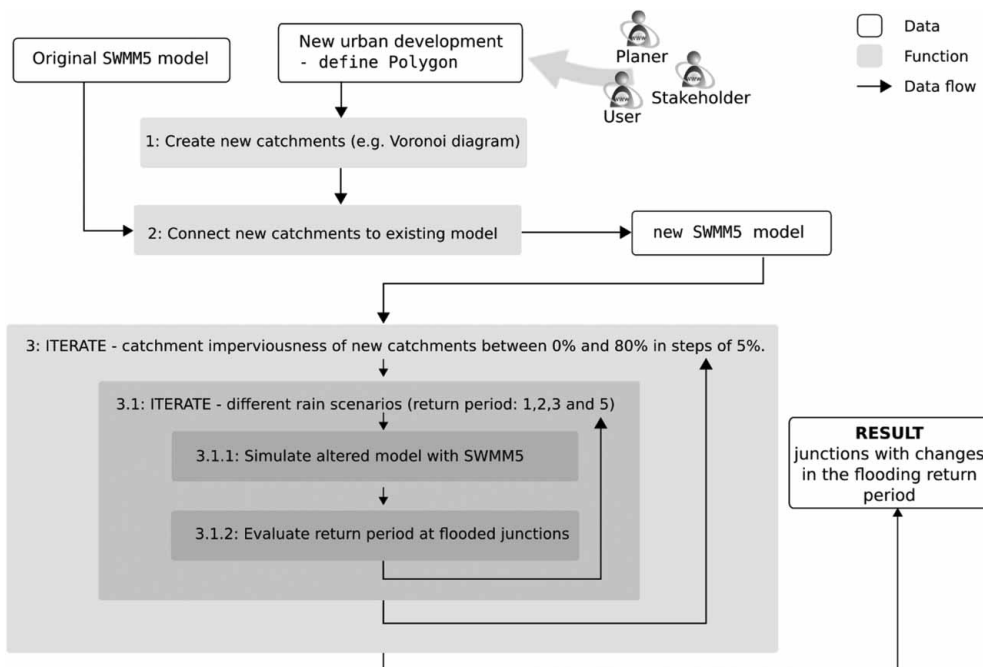 Original SWMM5 model
New urban development
- define Polygon
Planer
Stakeholder
User
Data
Function
Data flow
1: Create new catchments (e.g. Voronoi diagram)
2: Connect new catchments to existing model
new SWMM5 model
3: ITERATE - catchment imperviousness of new catchments between 0% and 80% in steps of 5%.
3.1: ITERATE - different rain scenarios (return period: 1,2,3 and 5)
3.1.1: Simulate altered model with SWMM5
3.1.2: Evaluate return period at flooded junctions
RESULT
junctions with changes
in the flooding return
period